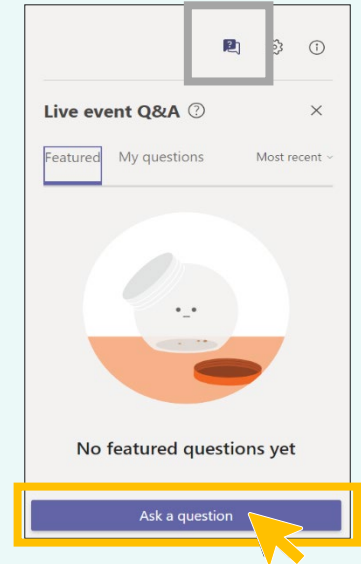 Live event Q&A
Featured My questions Most recent
No featured questions yet
Ask a question